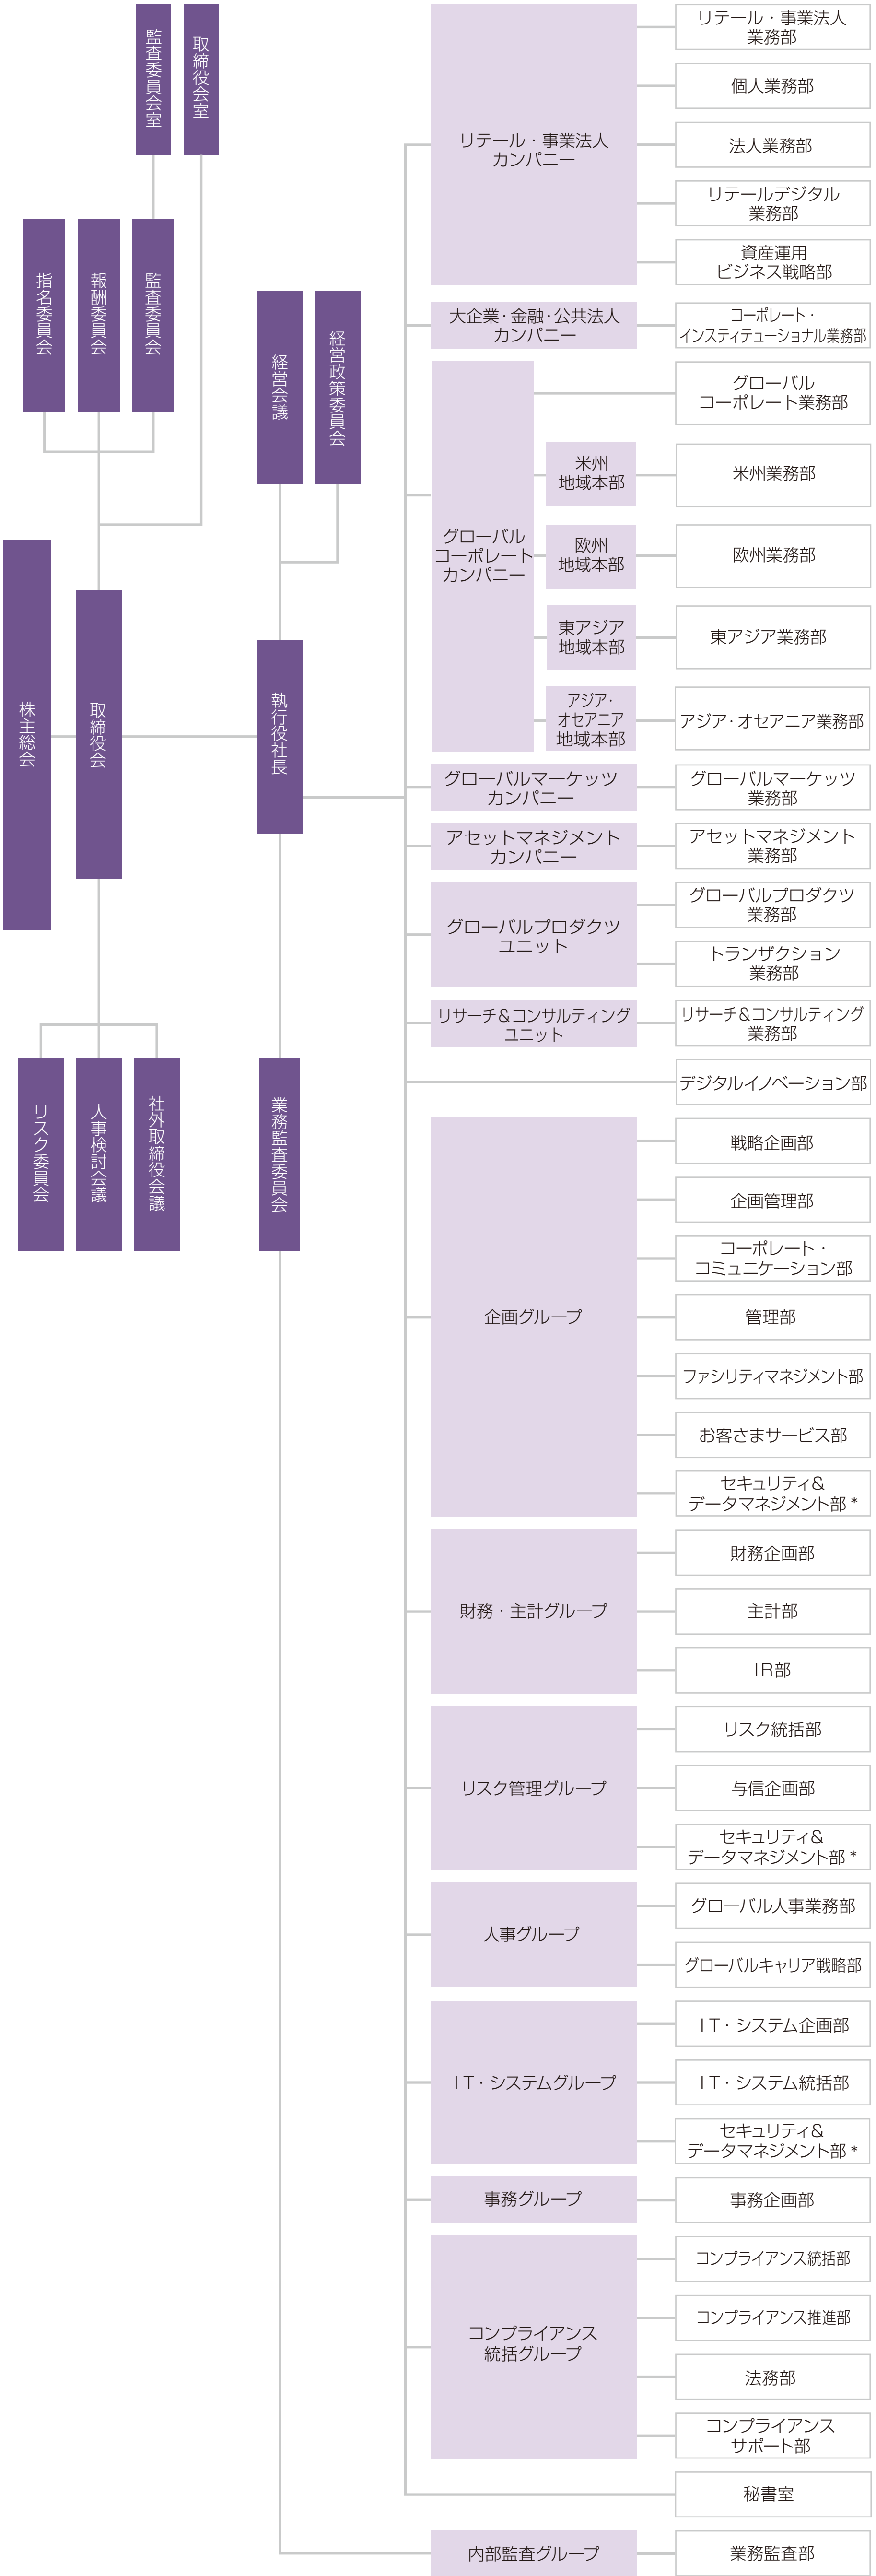 監査委員会室
取締役会室
指名委員会
報酬委員会
監査委員会
経営会議
経営政策委員会
株主総会
取締役会
執行役社長
リスク委員会
人事検討会議
社外取締役会議
業務監査委員会
リテール・事業法人
カンパニー
リテール・事業法人
業務部
個人業務部
法人業務部
リテールデジタル
業務部
資産運用
ビジネス戦略部
大企業・金融・公共法人
カンパニー
コーポレート・
インスティテューショナル業務部
グローバル
コーポレート
カンパニー
グローバル
コーポレート業務部
米州
地域本部
米州業務部
欧州
地域本部
欧州業務部
東アジア
地域本部
東アジア業務部
アジア・
オセアニア
地域本部
アジア・オセアニア業務部
グローバルマーケッツ
カンパニー
グローバルマーケッツ
業務部
アセットマネジメント
カンパニー
アセットマネジメント
業務部
グローバルプロダクツ
ユニット
グローバルプロダクツ
業務部
トランザクション
業務部
リサーチ&コンサルティング
ユニット
リサーチ&コンサルティング
業務部
デジタルイノベーション部
企画グループ
戦略企画部
企画管理部
コーポレート・
コミュニケーション部
管理部
ファシリティマネジメント部
お客さまサービス部
セキュリティ&
データマネジメント部*
財務・主計グループ
財務企画部
主計部
IR部
リスク管理グループ
リスク統括部
与信企画部
セキュリティ&
データマネジメント部*
人事グループ
グローバル人事業務部
グローバルキャリア戦略部
IT・システムグループ
IT・システム企画部
IT・システム統括部
セキュリティ&
データマネジメント部*
事務グループ
事務企画部
コンプライアンス
統括グループ
コンプライアンス統括部
コンプライアンス推進部
法務部
コンプライアンス
サポート部
秘書室
内部監査グループ
業務監査部